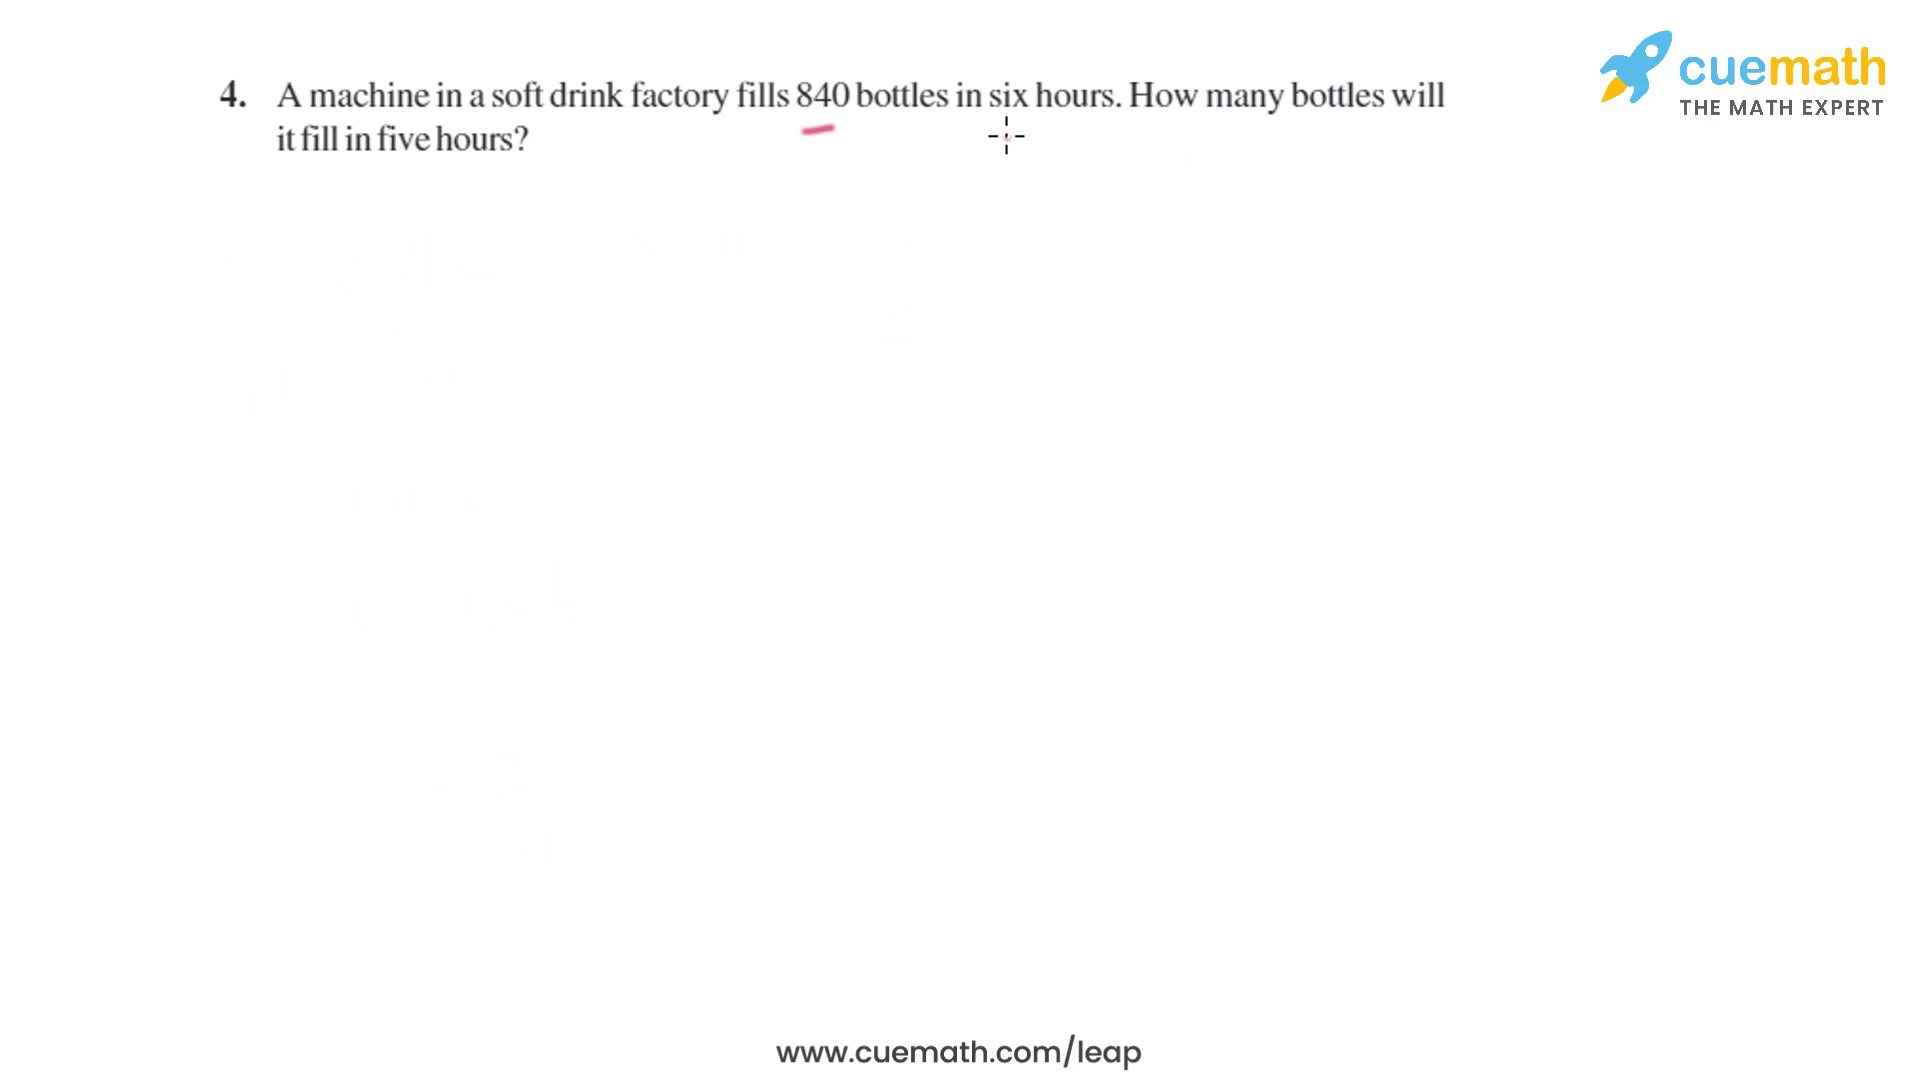 cuemath
THE MATH EXPERT
4. A machine in a soft drink factory fills 840 bottles in six hours. How many bottles will
it fill in five hours?
www.cuemath.com/leap